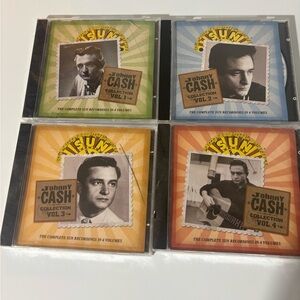 SUN
Johnny
CASH
COLLECTION
VOL. 1
THE COMPLETE SUN RECORDINGS IN 4 VOLUMES
SUN
Johnny
CASH
COLLECTION
VOL. 2
THE COMPLETE SUN RECORDINGS IN 4 VOLUMES
SUN
Johnny
CASH
COLLECTION
VOL. 3
THE COMPLETE SUN RECORDINGS IN 4 VOLUMES
SUN
Johnny
CASH
COLLECTION
VOL. 4
THE COMPLETE SUN RECORDINGS IN 4 VOLUMES